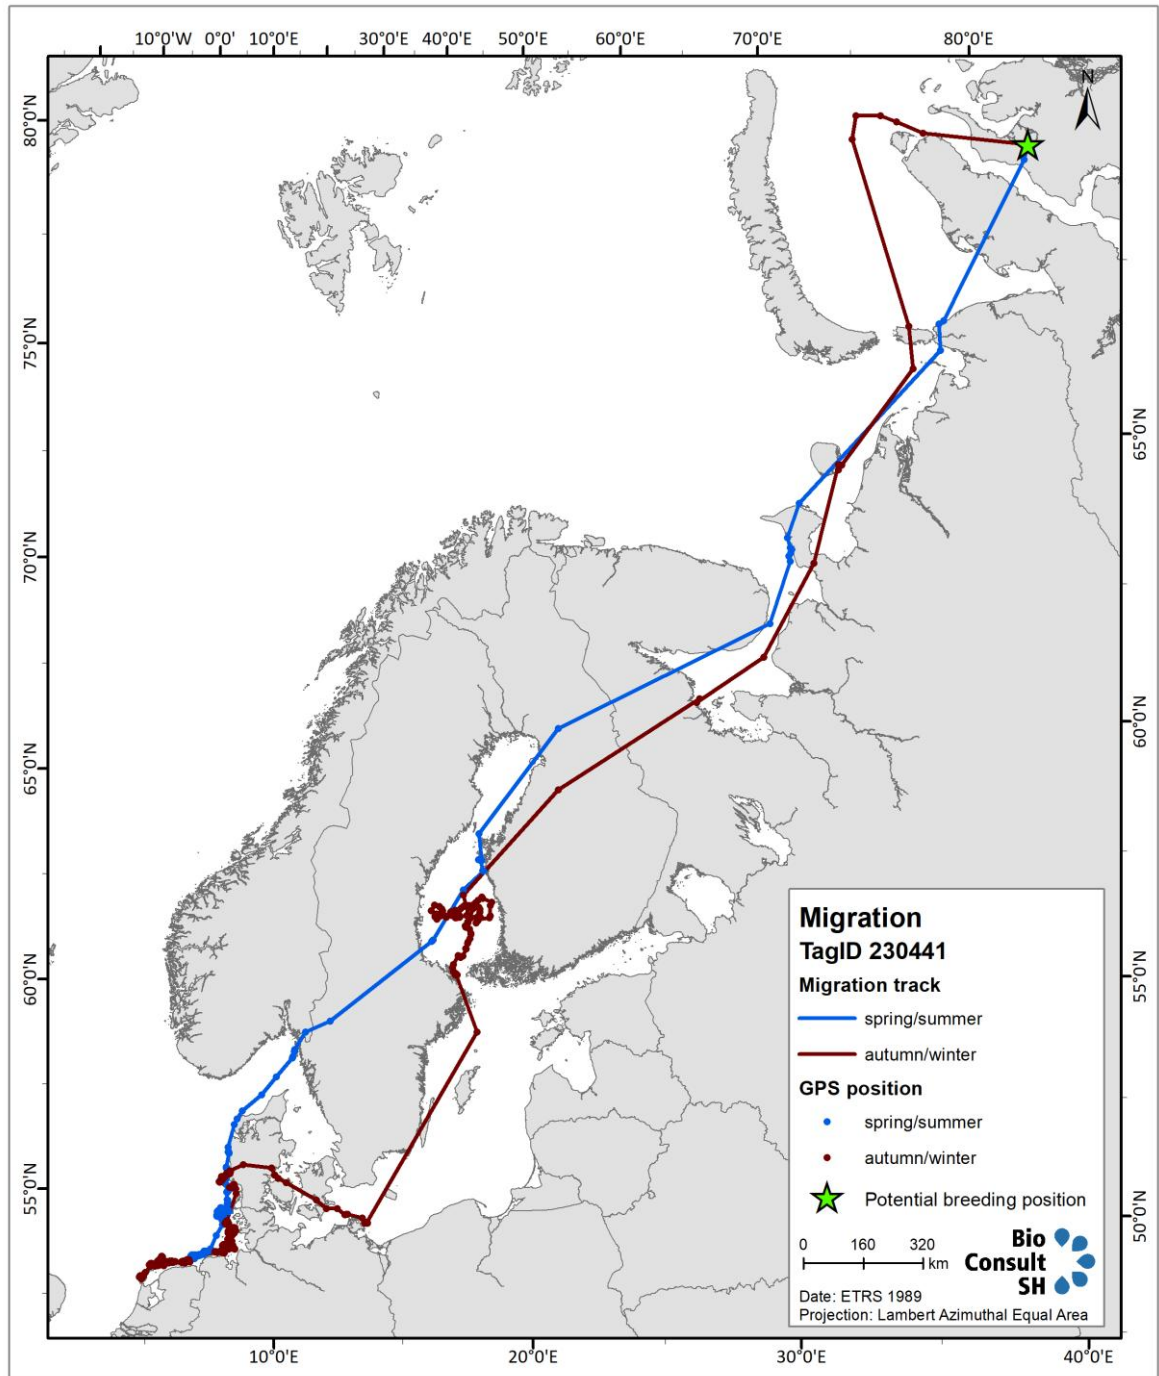 10°0'W 0°0' 10°0'E 30°0'E 40°0'E 50°0'E 60°0'E 70°0'E 80°0'E
N
80°0'N
75°0'N
70°0'N
65°0'N
60°0'N
55°0'N
65°0'N
60°0'N
55°0'N
50°0'N
Migration
TagID 230441
Migration track
spring/summer
autumn/winter
GPS position
spring/summer
autumn/winter
Potential breeding position
0 160 320
km
Bio
Consult
SH
Date: ETRS 1989
Projection: Lambert Azimuthal Equal Area
10°0'E 20°0'E 30°0'E 40°0'E